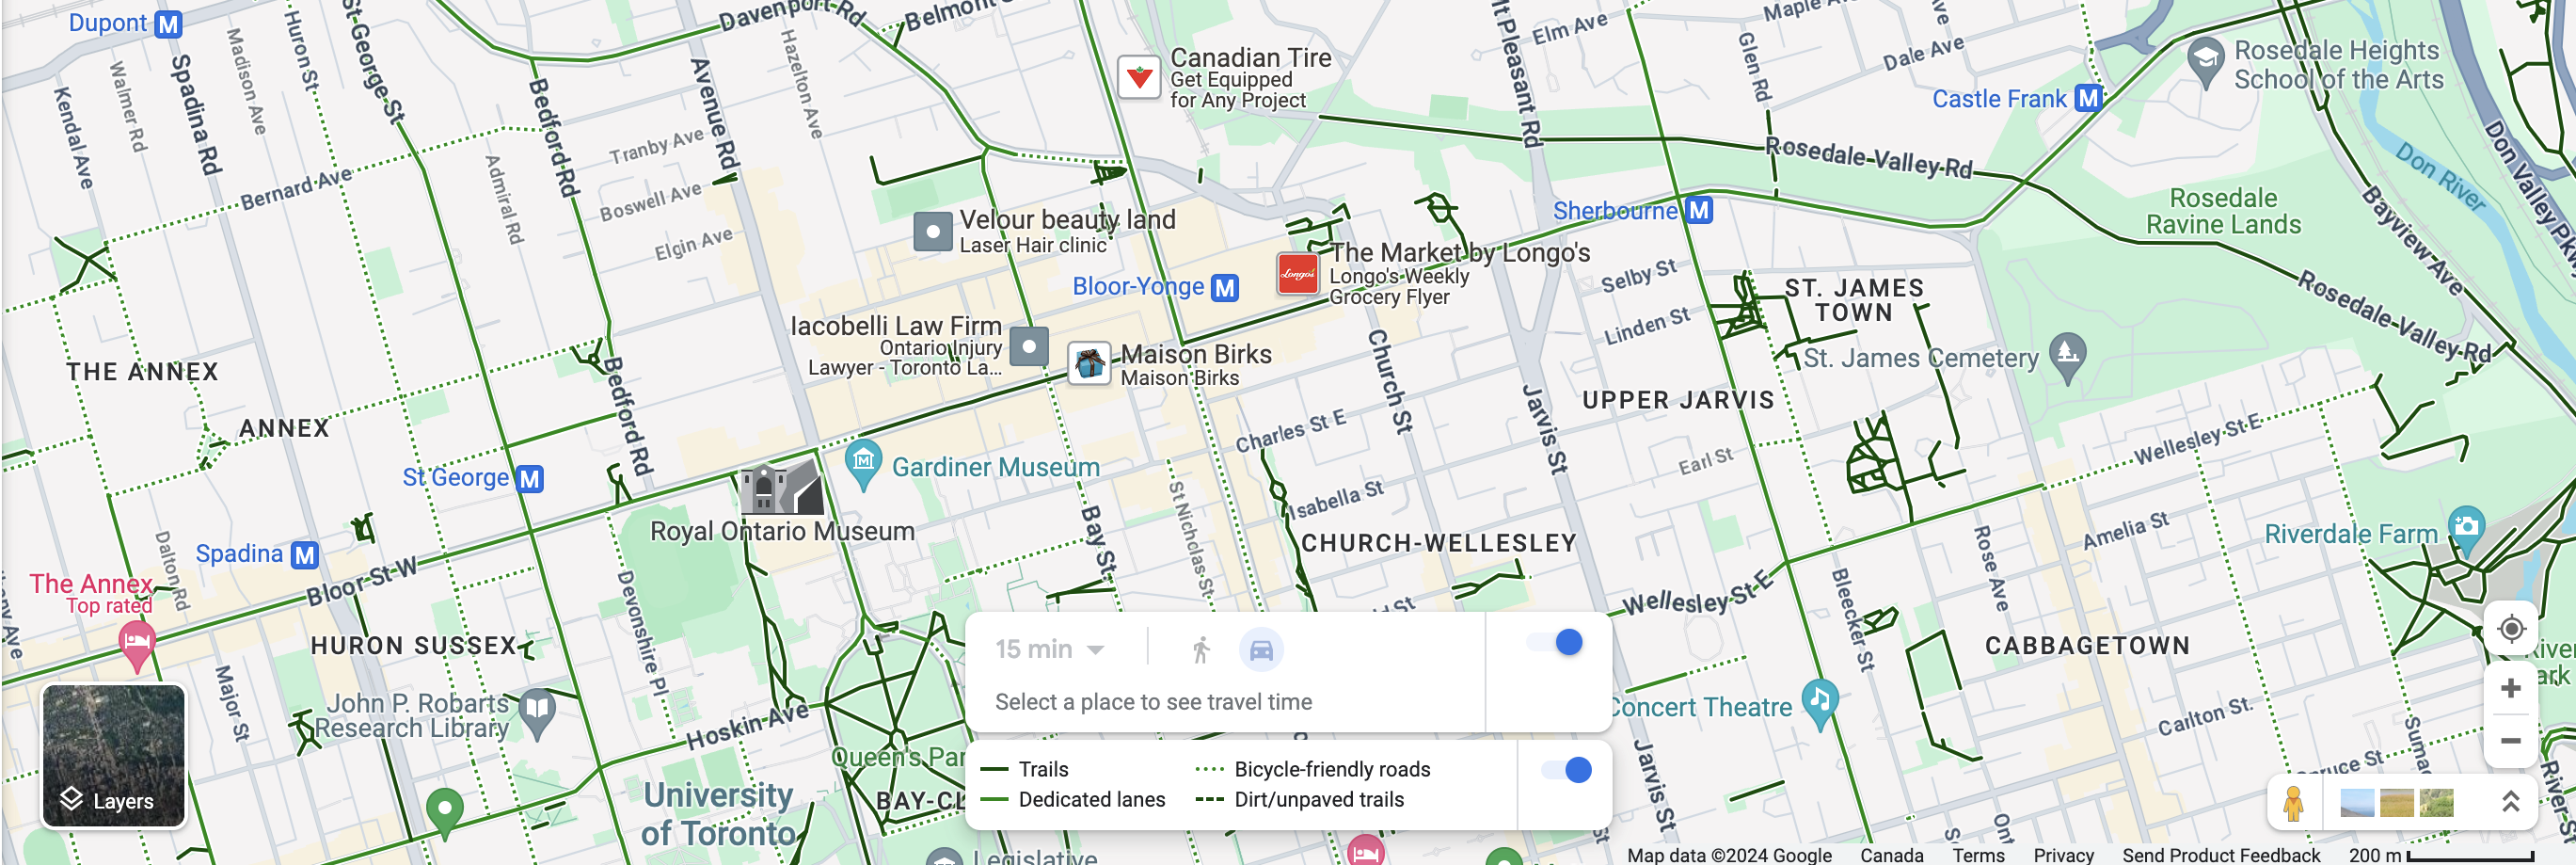 Dupont
Davenport Rd
Belmont S
Elm Ave
Maple Ave
Huron St
St George St
Madison Ave
Walmer Rd
Kendal Ave
Spadina Rd
Bedford Rd
Avenue Rd
Hazelton Ave
Canadian Tire
Get Equipped
for Any Project
Mt Pleasant Rd
Glen Rd
Dale Ave
Castle Frank
Rosedale Heights
School of the Arts
Don River
Don Valley Pkw
Bayview Ave
Tranby Ave
Boswell Ave
Elgin Ave
Bernard Ave
Admiral Rd
Rosedale Valley Rd
Rosedale
Ravine Lands
Velour beauty land
Laser Hair clinic
Sherbourne
Bloor-Yonge
Longo's
The Market by Longo's
Longo's Weekly
Grocery Flyer
Selby St
Linden St
ST. JAMES
TOWN
Rosedale Valley Rd
Iacobelli Law Firm
Ontario Injury
Lawyer - Toronto La...
Maison Birks
Maison Birks
Church St
St. James Cemetery
THE ANNEX
ANNEX
Bedford Rd
UPPER JARVIS
Jarvis St
Charles St E
Earl St
Wellesley St E
St George
Gardiner Museum
Isabella St
Royal Ontario Museum
Bay St.
St Nicholas St
CHURCH-WELLESLEY
Rose Ave
Amelia St
Riverdale Farm
Spadina
Bloor St W
Dalton Rd
The Annex
Top rated
Devonshire Pl
Wellesley St E
Bleecker St
HURON SUSSEX
CABBAGETOWN
Major St
John P. Robarts
Research Library
Hoskin Ave
Queen's Par
University
of Toronto
BAY-CL
Concert Theatre
Jarvis St
Carlton St.
Spruce St
Sumac
15 min
Select a place to see travel time
Trails
Bicycle-friendly roads
Dedicated lanes
Dirt/unpaved trails
Layers
Legislative
Ont
Map data ©2024 Google
Canada
Terms
Privacy
Send Product Feedback
200 m